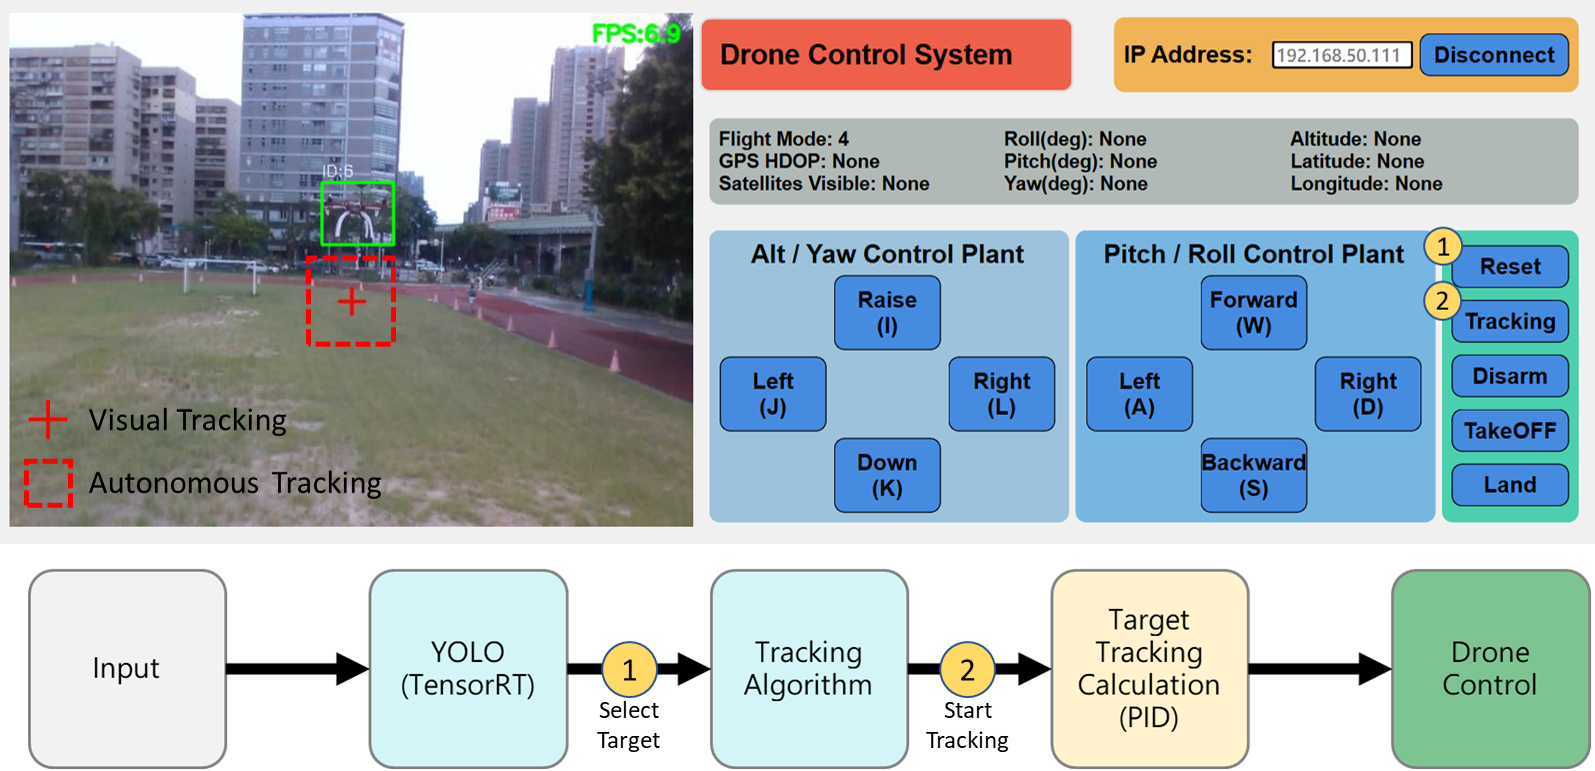 FPS:6.9
ID:6
Visual Tracking
Autonomous Tracking
Drone Control System
IP Address:
192.168.50.111
Disconnect
Flight Mode: 4
GPS HDOP: None
Satellites Visible: None
Roll(deg): None
Pitch(deg): None
Yaw(deg): None
Altitude: None
Latitude: None
Longitude: None
Alt / Yaw Control Plant
Raise
(I)
Left
(J)
Right
(L)
Down
(K)
Pitch / Roll Control Plant
Forward
(W)
Left
(A)
Right
(D)
Backward
(S)
1
Reset
2
Tracking
Disarm
TakeOFF
Land
Input
YOLO
(TensorRT)
1
Select
Target
Tracking
Algorithm
2
Start
Tracking
Target
Tracking
Calculation
(PID)
Drone
Control